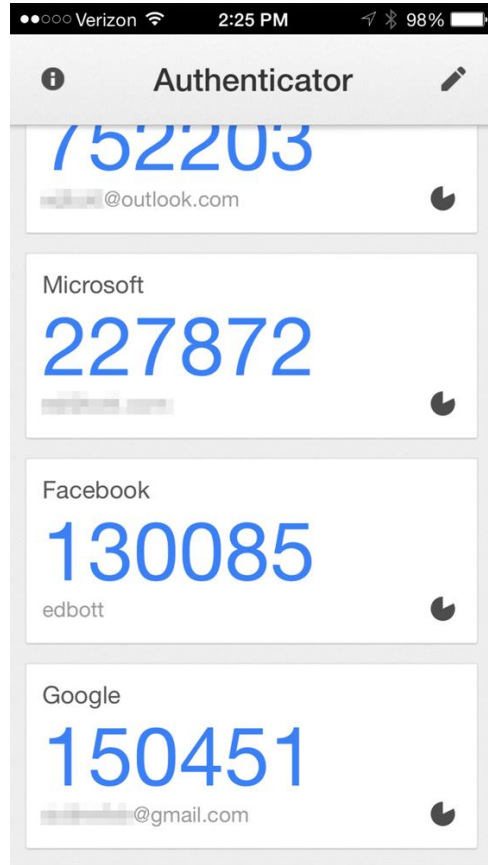 Verizon 2:25 PM 98%
Authenticator
752203
@outlook.com
Microsoft
227872
Facebook
130085
edbott
Google
150451
@gmail.com